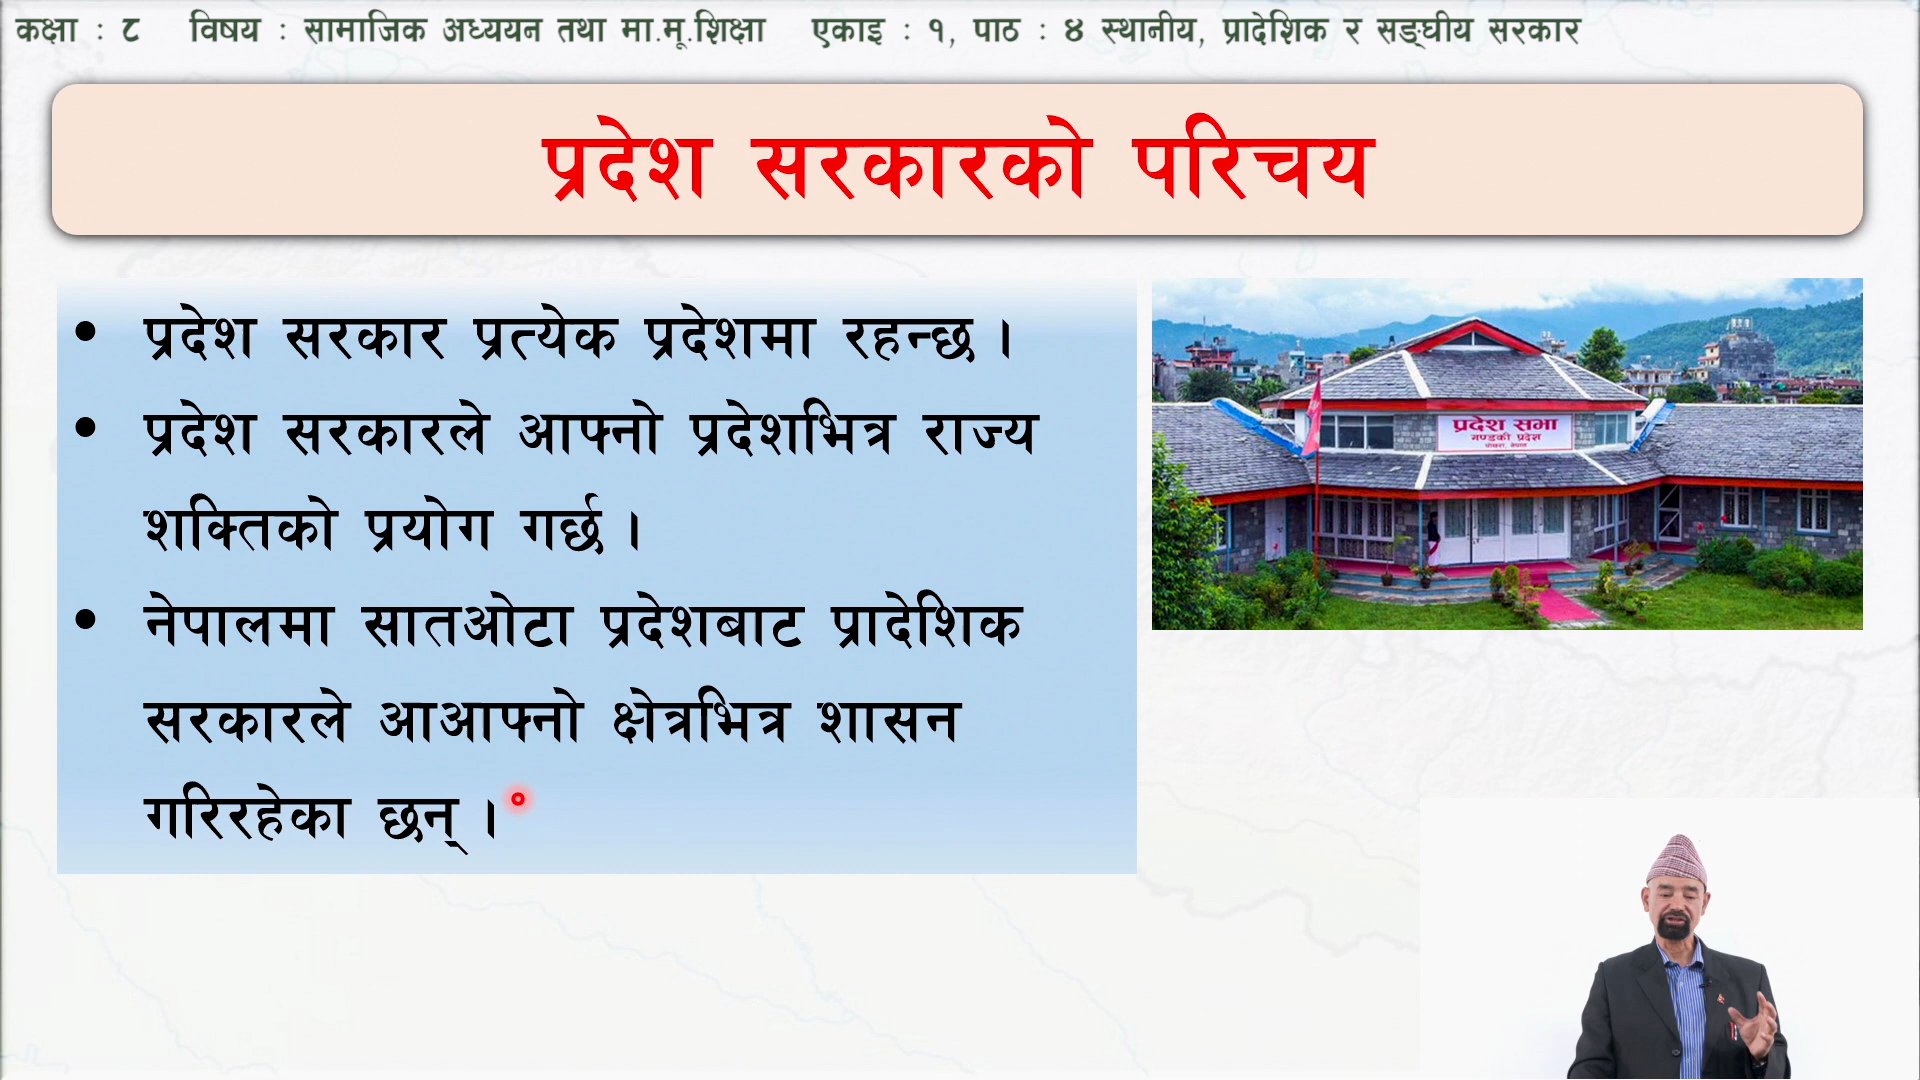 कक्षा : ८ विषय : सामाजिक अध्ययन तथा मा.मू.शिक्षा एकाइ : १, पाठ : ४ स्थानीय, प्रादेशिक र सङ्घीय सरकार
प्रदेश सरकारको परिचय
• प्रदेश सरकार प्रत्येक प्रदेशमा रहन्छ ।
• प्रदेश सरकारले आफ्नो प्रदेशभित्र राज्य
शक्तिको प्रयोग गर्छ ।
• नेपालमा सातओटा प्रदेशबाट प्रादेशिक
सरकारले आआफ्नो क्षेत्रभित्र शासन
गरिरहेका छन् ।
प्रदेश सभा
गण्डकी प्रदेश
पोखरा, नेपाल